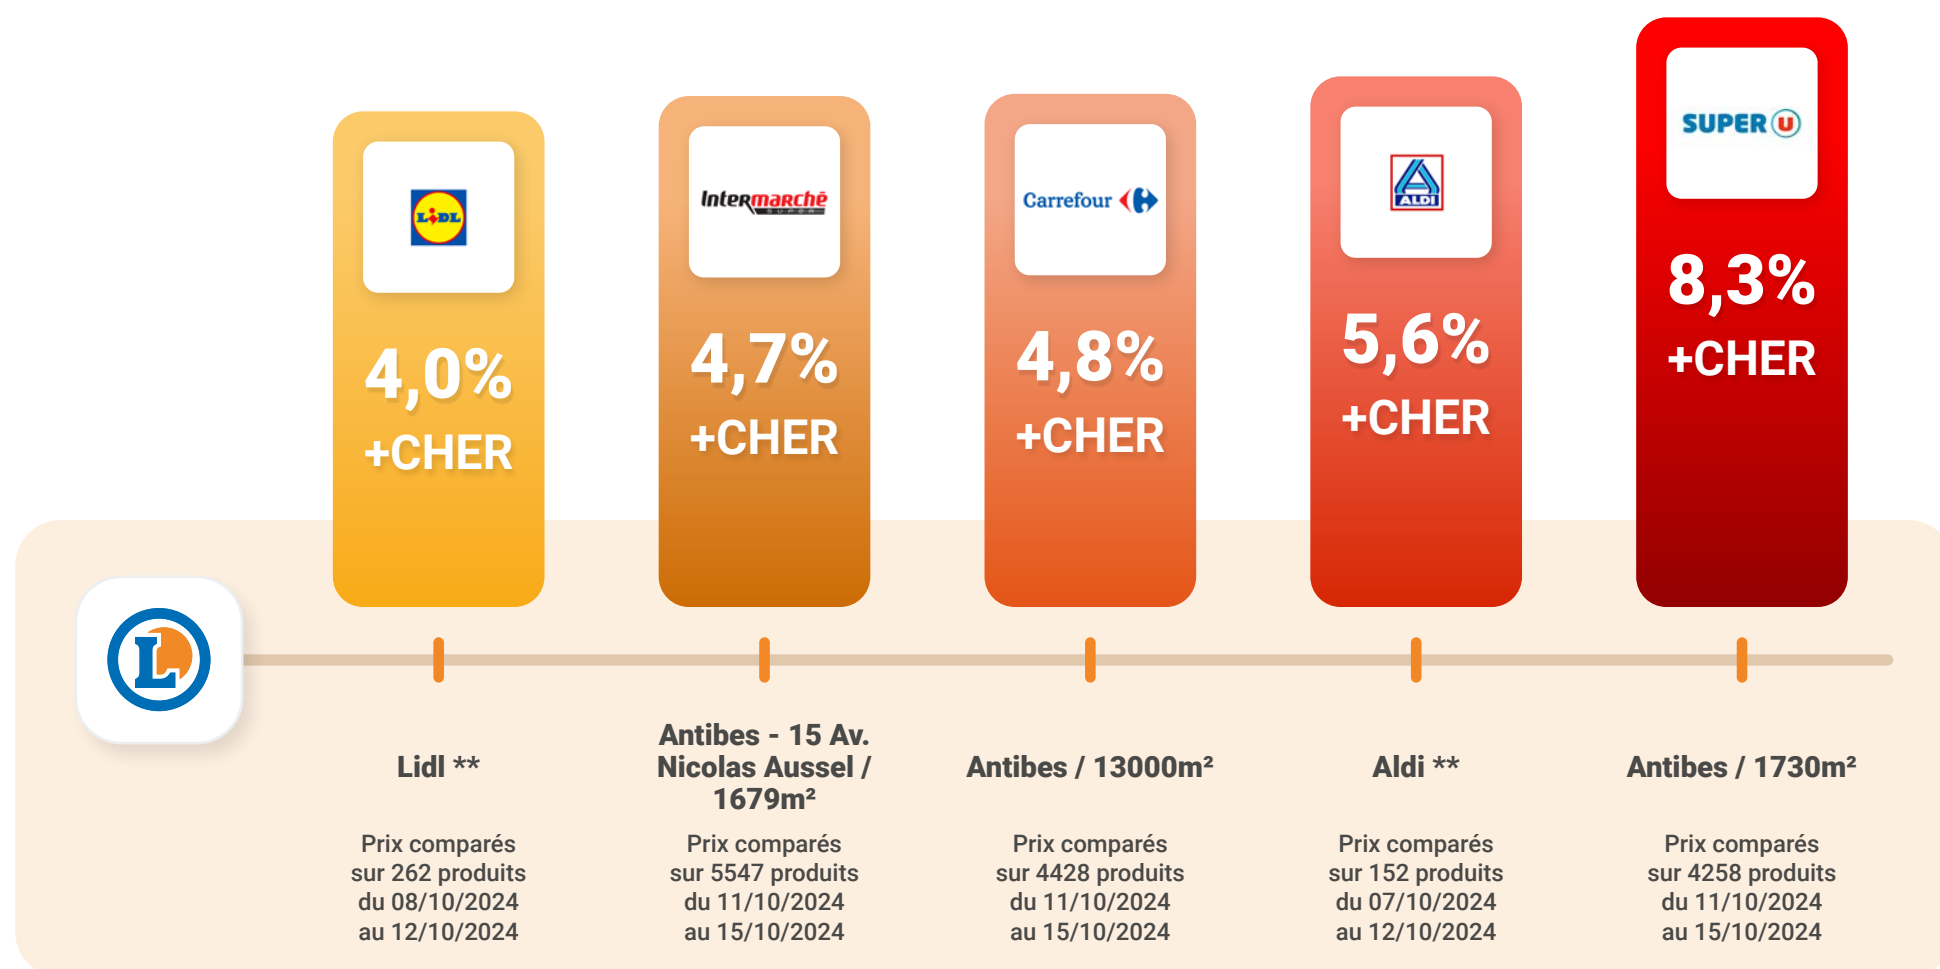 LIDL
4,0%
+CHER
Intermarchē
SUPER
4,7%
+CHER
Carrefour
4,8%
+CHER
ALDI
5,6%
+CHER
SUPER U
8,3%
+CHER
L
Lidl **
Prix comparés
sur 262 produits
du 08/10/2024
au 12/10/2024
Antibes - 15 Av.
Nicolas Aussel /
1679m²
Prix comparés
sur 5547 produits
du 11/10/2024
au 15/10/2024
Antibes / 13000m²
Prix comparés
sur 4428 produits
du 11/10/2024
au 15/10/2024
Aldi **
Prix comparés
sur 152 produits
du 07/10/2024
au 12/10/2024
Antibes / 1730m²
Prix comparés
sur 4258 produits
du 11/10/2024
au 15/10/2024